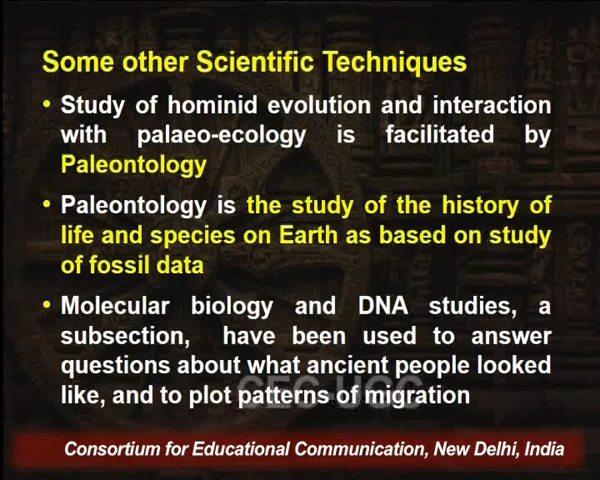 Some other Scientific Techniques
• Study of hominid evolution and interaction
with palaeo-ecology is facilitated by
Paleontology
• Paleontology is the study of the history of
life and species on Earth as based on study
of fossil data
• Molecular biology and DNA studies, a
subsection, have been used to answer
questions about what ancient people looked
like, and to plot patterns of migration
CEC-UGC
Consortium for Educational Communication, New Delhi, India